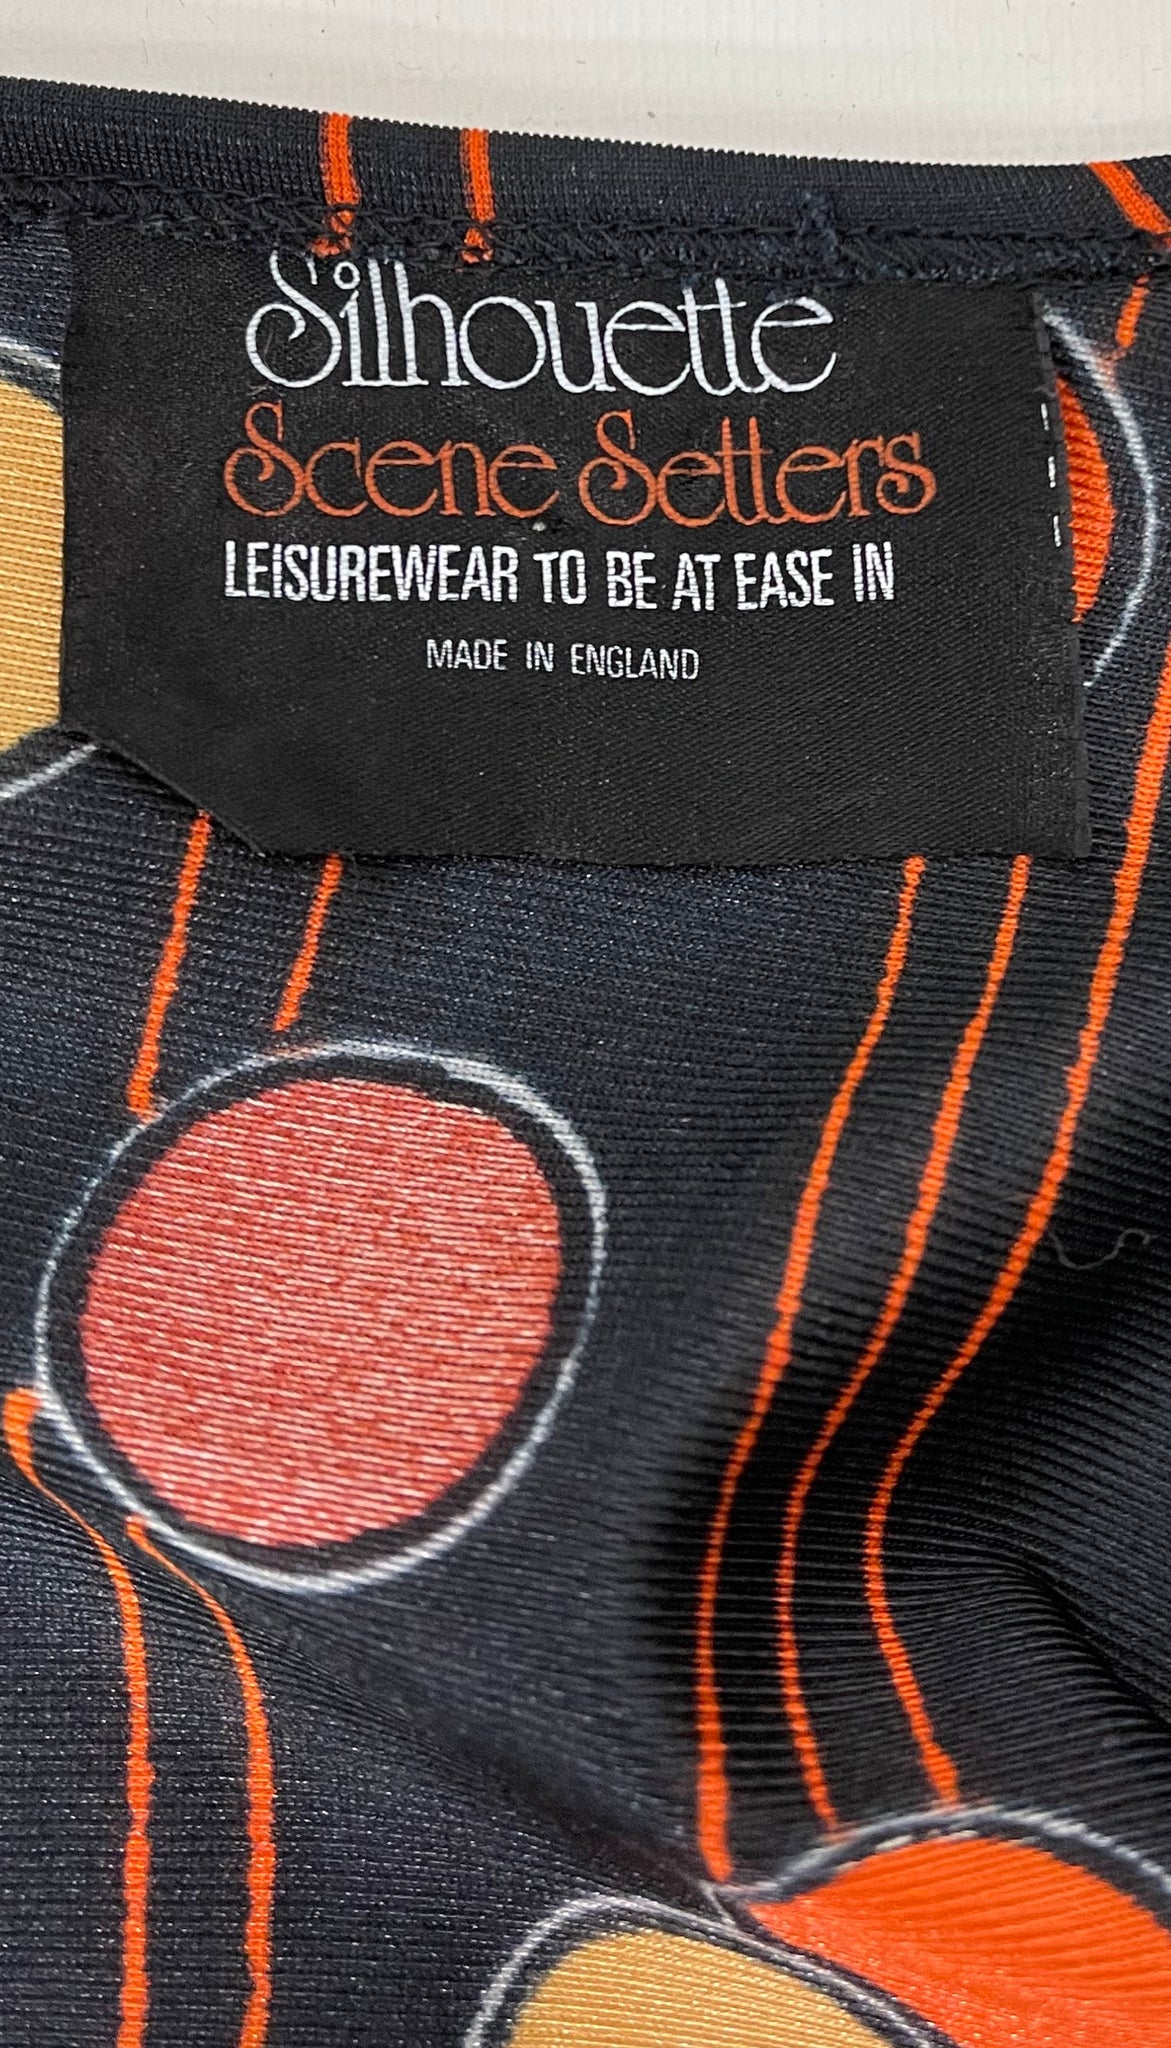 Silhouette
Scene Setters
LEISUREWEAR TO BE AT EASE IN
MADE IN ENGLAND